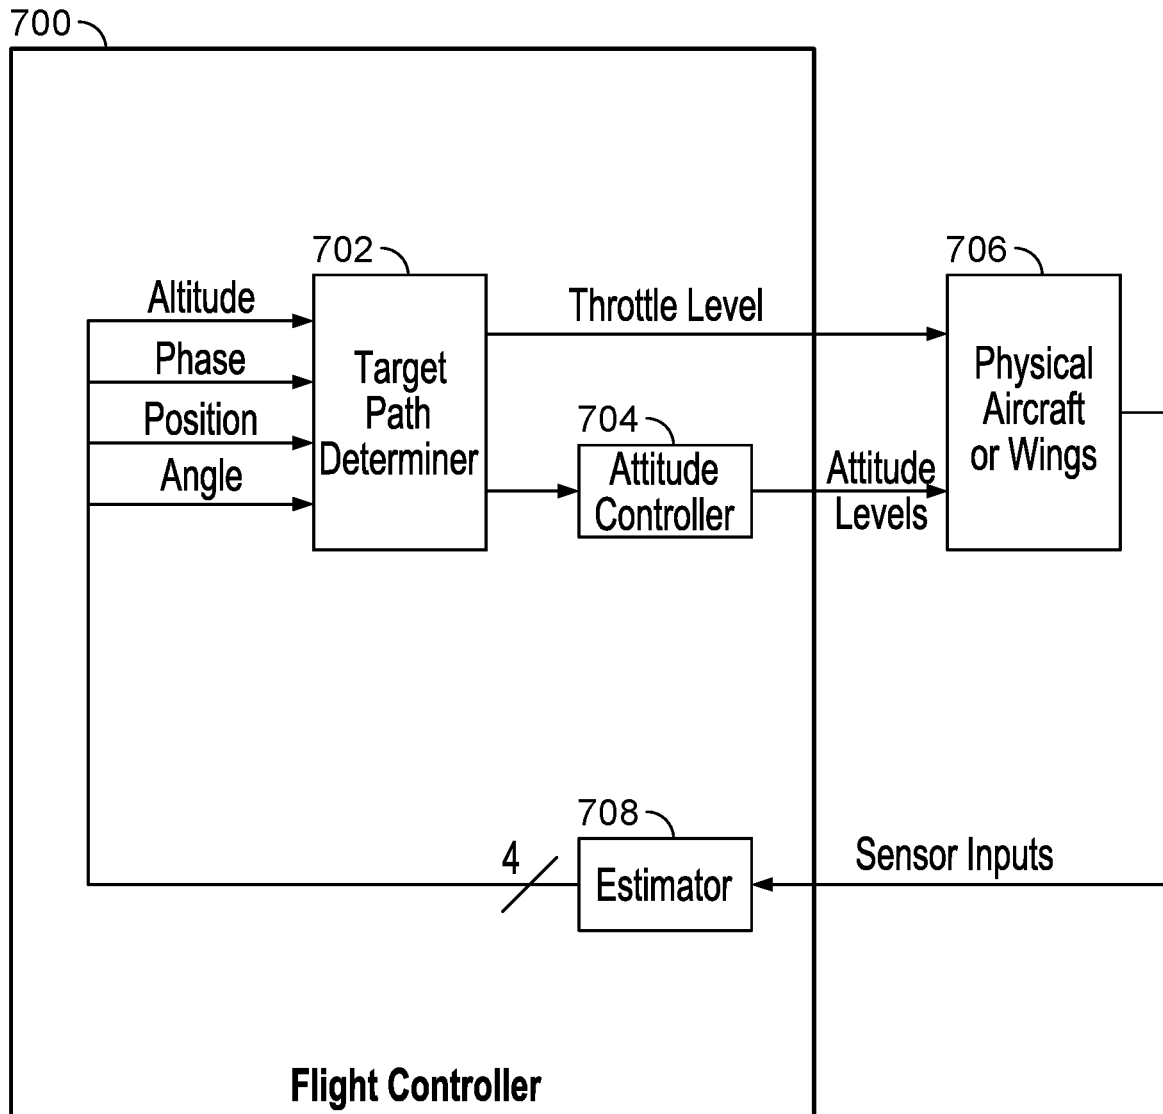 700
702
706
Altitude
Throttle Level
Phase
Target
Path
Determiner
Physical
Aircraft
or Wings
Position
704
Angle
Attitude
Controller
Attitude
Levels
708
4
Estimator
Sensor Inputs
Flight Controller